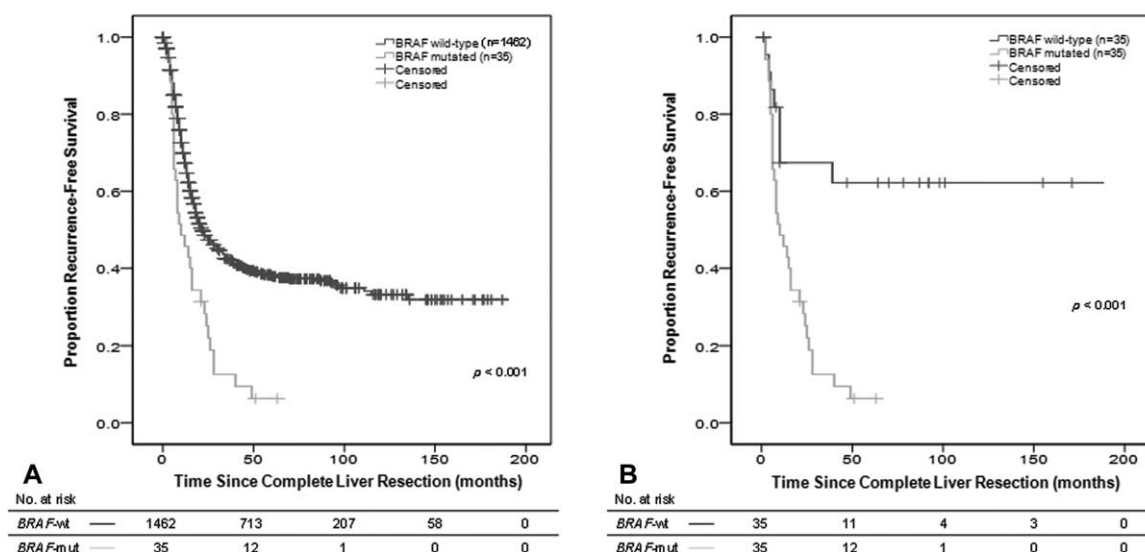 BRAF wild-type (n=1462)
BRAF mutated (n=35)
Censored
Censored
1.0
0.8
0.6
0.4
0.2
0.0
Proportion Recurrence-Free Survival
p < 0.001
0 50 100 150 200
A Time Since Complete Liver Resection (months)
No. at risk
BRAF-wt 1462 713 207 58 0
BRAF-mut 35 12 1 0 0
BRAF wild-type (n=35)
BRAF mutated (n=35)
Censored
Censored
1.0
0.8
0.6
0.4
0.2
0.0
Proportion Recurrence-Free Survival
p < 0.001
0 50 100 150 200
B Time Since Complete Liver Resection (months)
No. at risk
BRAF-wt 35 11 4 3 0
BRAF-mut 35 12 1 0 0